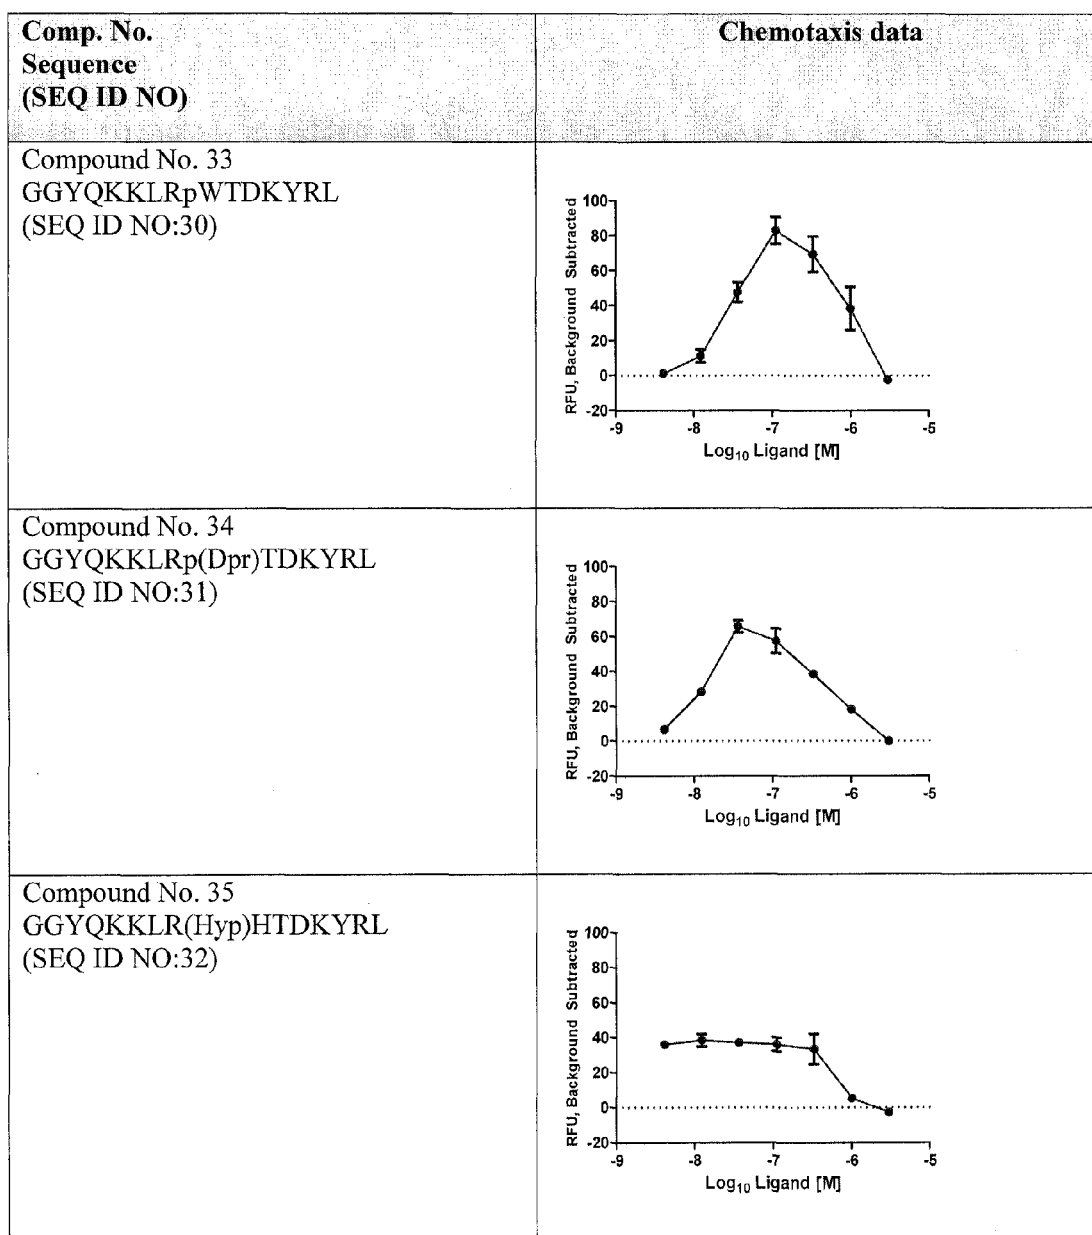 Comp. No.
Sequence
(SEQ ID NO)
Chemotaxis data
Compound No. 33
GGYQKKLRpWTDKYRL
(SEQ ID NO:30)
RFU, Background Subtracted
100
80
60
40
20
0
-20
-9
-8
-7
-6
-5
Log₁₀ Ligand [M]
Compound No. 34
GGYQKKLRp(Dpr)TDKYRL
(SEQ ID NO:31)
RFU, Background Subtracted
100
80
60
40
20
0
-20
-9
-8
-7
-6
-5
Log₁₀ Ligand [M]
Compound No. 35
GGYQKKLR(Hyp)HTDKYRL
(SEQ ID NO:32)
RFU, Background Subtracted
100
80
60
40
20
0
-20
-9
-8
-7
-6
-5
Log₁₀ Ligand [M]